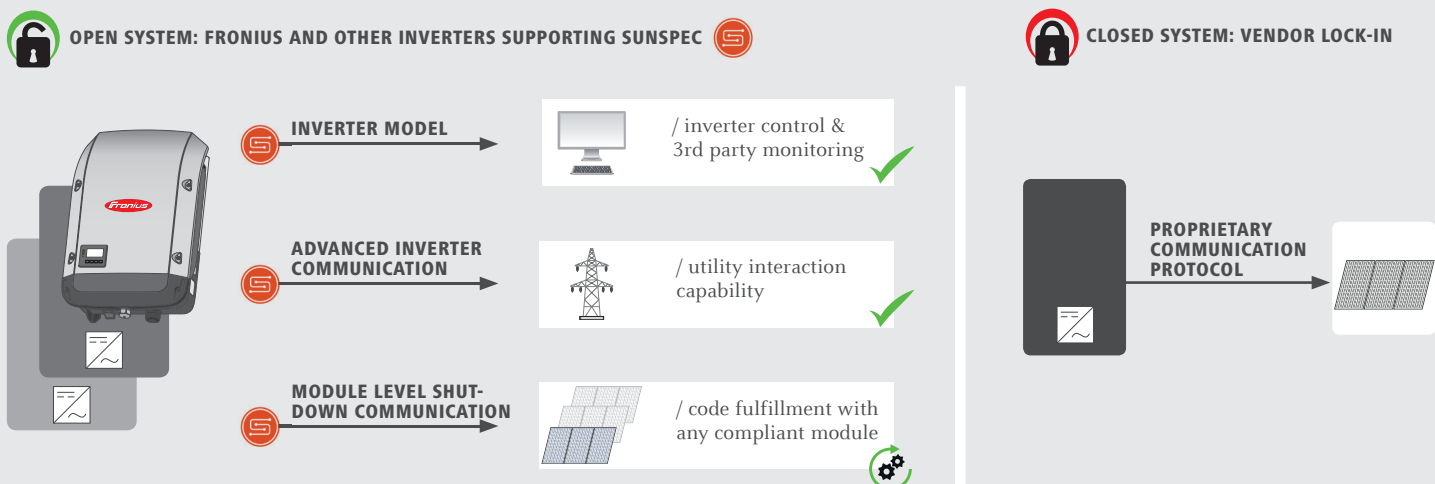 OPEN SYSTEM: FRONIUS AND OTHER INVERTERS SUPPORTING SUNSPEC
INVERTER MODEL
/ inverter control &
3rd party monitoring
Fronius
ADVANCED INVERTER
COMMUNICATION
/ utility interaction
capability
MODULE LEVEL SHUT-
DOWN COMMUNICATION
/ code fulfillment with
any compliant module
CLOSED SYSTEM: VENDOR LOCK-IN
PROPRIETARY
COMMUNICATION
PROTOCOL